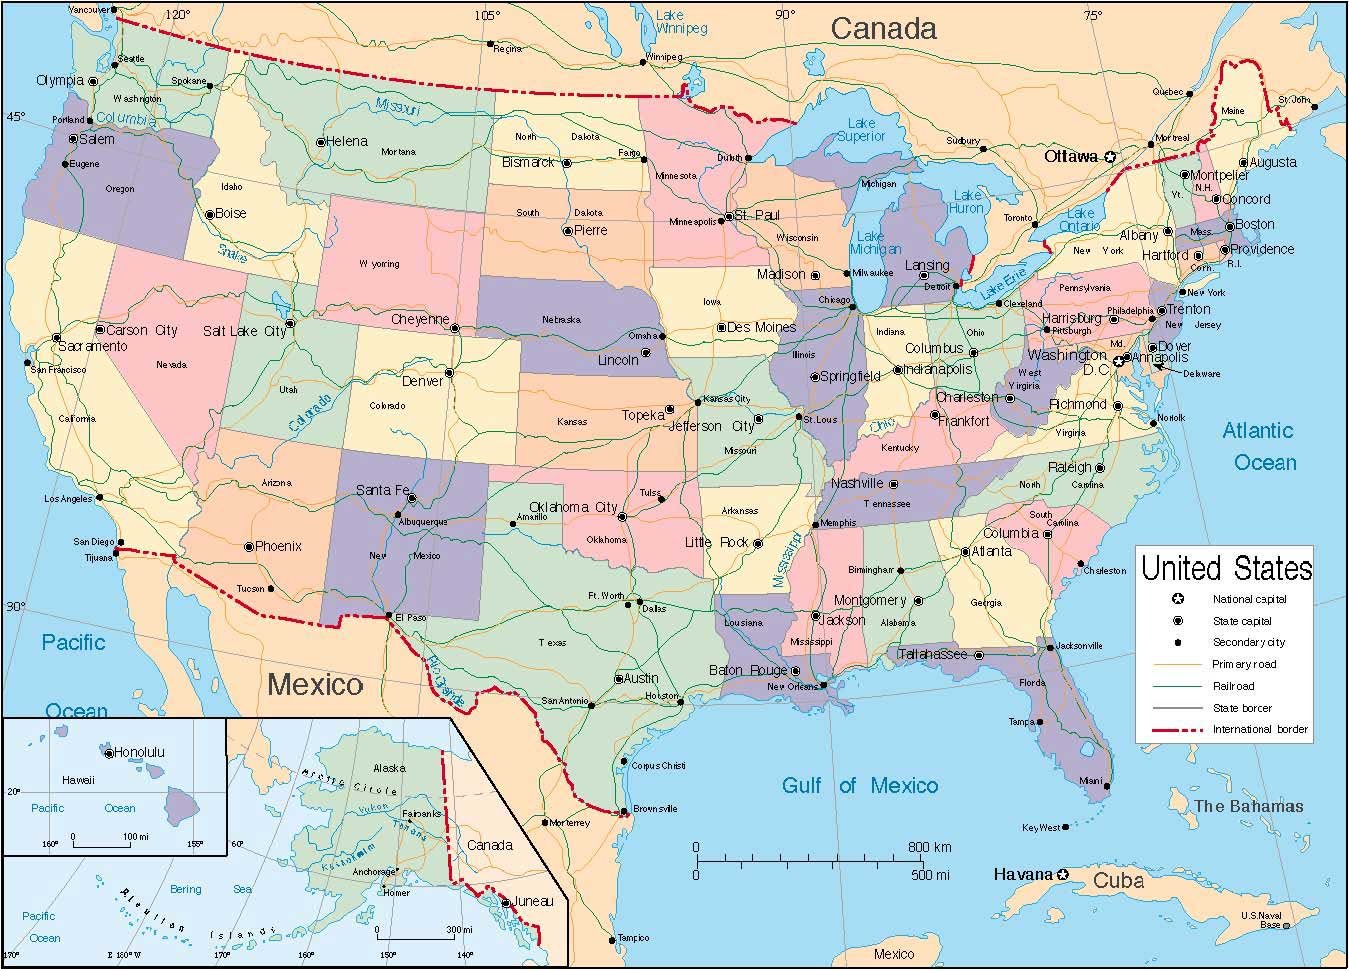 Vancouver
120°
105°
Lake
Winnipeg
90°
Canada
75°
Regina
Winnipeg
Seattle
Olympia
Spokane
Washington
Quebec
St. John
Maine
45°
Portland
Columbia
Missouri
Salem
Helena
Montana
North Dakota
Bismarck
Fargo
Duluth
Lake
Superior
Sudbury
Montreal
Ottawa
Augusta
Eugene
Oregon
Idaho
Minnesota
Michigan
Montpelier
Vt.
N.H.
Concord
Boise
South Dakota
Pierre
Minneapolis
St. Paul
Wisconsin
Lake
Huron
Toronto
Lake
Ontario
Albany
Mass.
Boston
Snake
Wyoming
Lake
Michigan
Madison
Milwaukee
Lansing
Detroit
Lake Erie
New York
Hartford
Conn.
Providence
R.I.
Carson City
Salt Lake City
Cheyenne
Nebraska
Iowa
Omaha
Des Moines
Lincoln
Chicago
Cleveland
Pennsylvania
Harrisburg
Pittsburgh
Philadelphia
New York
Trenton
New Jersey
Sacramento
San Francisco
Nevada
Utah
Denver
Colorado
Colorado
Illinois
Indiana
Ohio
Columbus
Springfield
Indianapolis
Md.
Dover
Washington
D.C.
Annapolis
Delaware
West
Virginia
Charleston
Richmond
Virginia
Norfolk
California
Kansas
Topeka
Kansas City
Jefferson City
St. Louis
Missouri
Ohio
Frankfort
Kentucky
Atlantic
Ocean
Los Angeles
Arizona
Santa Fe
Albuquerque
New Mexico
Amarillo
Tulsa
Oklahoma City
Oklahoma
Arkansas
Little Rock
Memphis
Mississippi
Nashville
Tennessee
Raleigh
North Carolina
South
Carolina
Columbia
Charleston
San Diego
Tijuana
Phoenix
Tucson
El Paso
Ft. Worth
Dallas
Birmingham
Atlanta
Georgia
Montgomery
Alabama
Jackson
Mississippi
Louisiana
30°
Pacific
Ocean
Mexico
Rio Grande
Texas
Austin
San Antonio
Houston
Baton Rouge
New Orleans
Tallahassee
Jacksonville
Florida
Tampa
Miami
Key West
Corpus Christi
Brownsville
Monterrey
Tampico
Gulf of Mexico
The Bahamas
Havana
Cuba
U.S. Naval
Base
Mexico
0 800 km
0 500 mi
United States
National capital
State capital
Secondary city
Primary road
Railroad
State border
International border
Honolulu
Hawaii
20°
Pacific Ocean
0 100 mi
160°
155°
Alaska
Arctic Circle
Yukon
Fairbanks
Tanana
Kuskokwim
Anchorage
Homer
Canada
Juneau
60°
Bering Sea
Aleutian Islands
Pacific
Ocean
0 300 mi
170°
180° W
170°
160°
150°
140°